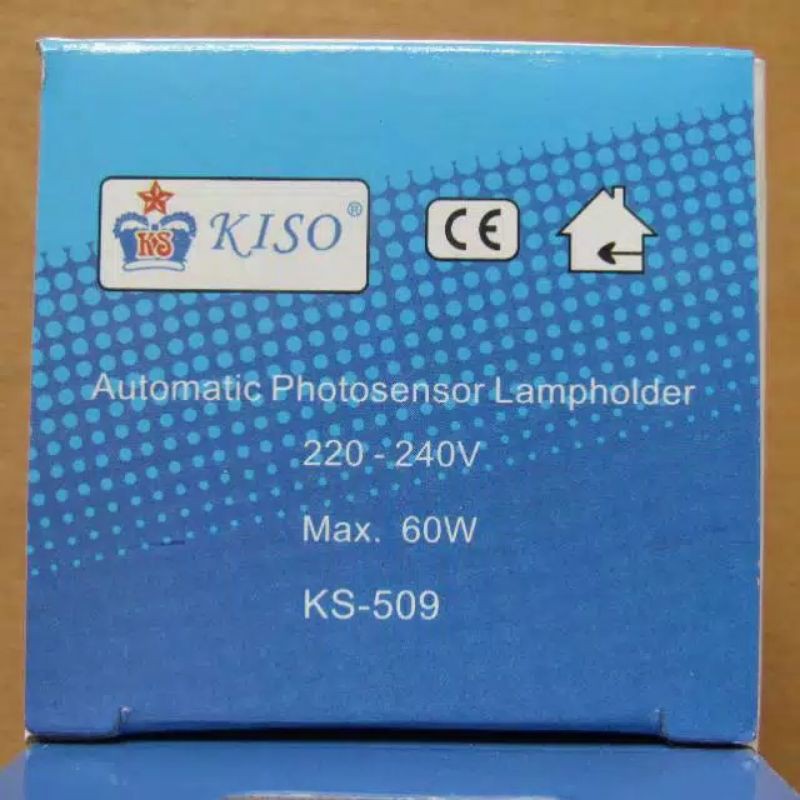 KS KISO®
CE
Automatic Photosensor Lampholder
220 - 240V
Max. 60W
KS-509